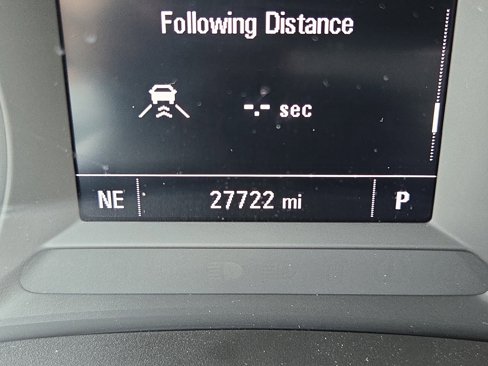 Following Distance
-.- sec
NE 27722 mi P